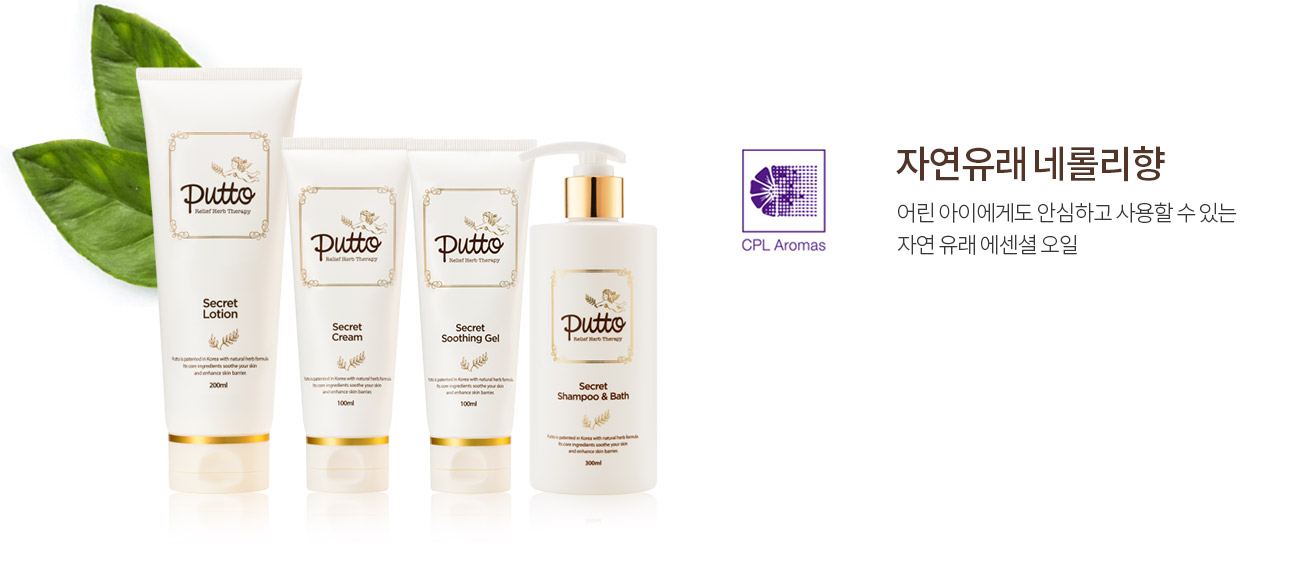 putto
Relief Herb Therapy
Secret
Lotion
Putto is patented in Korea with natural herb formula.
Its core ingredients soothe your skin
and enhance skin barrier.
200ml
putto
Relief Herb Therapy
Secret
Cream
Putto is patented in Korea with natural herb formula.
Its core ingredients soothe your skin
and enhance skin barrier.
100ml
putto
Relief Herb Therapy
Secret
Soothing Gel
Putto is patented in Korea with natural herb formula.
Its core ingredients soothe your skin
and enhance skin barrier.
100ml
putto
Relief Herb Therapy
Secret
Shampoo & Bath
Putto is patented in Korea with natural herb formula.
Its core ingredients soothe your skin
and enhance skin barrier.
300ml
CPL Aromas
자연유래 네롤리향
어린 아이에게도 안심하고 사용할 수 있는
자연 유래 에센셜 오일